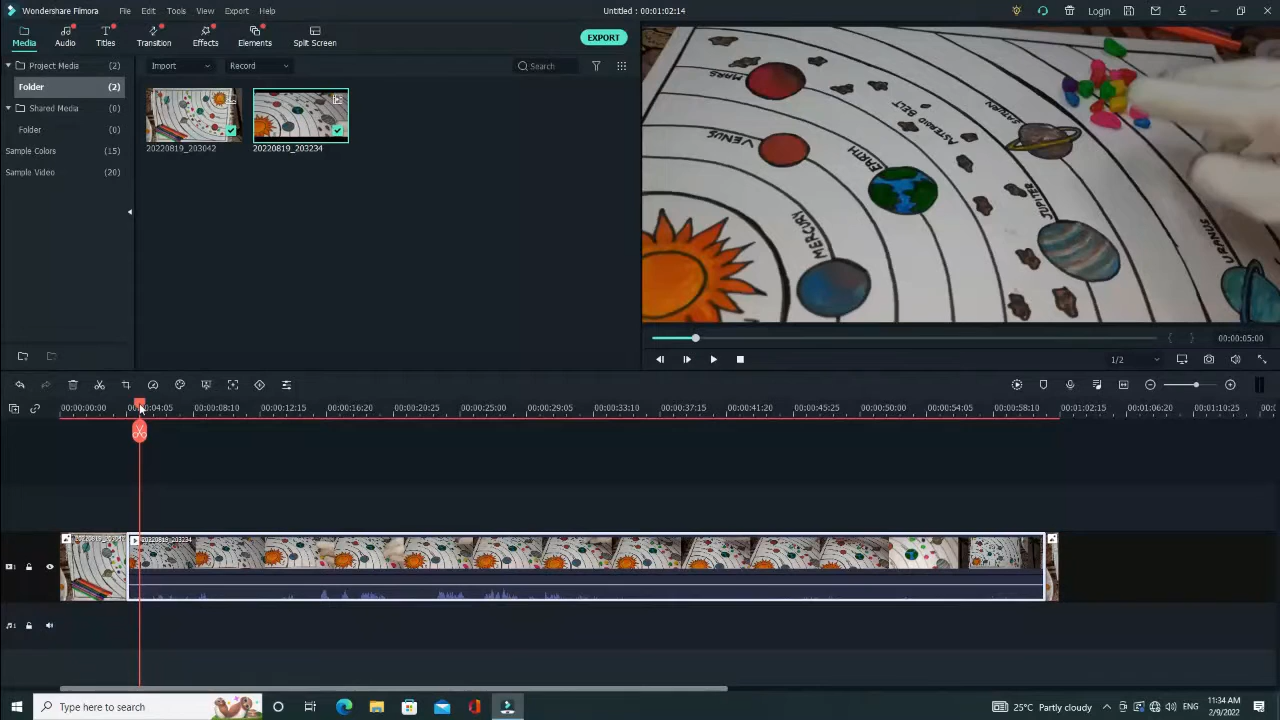 Wondershare Filmora File Edit Tools View Export Help Untitled : 00:01:02:14 Login
Media Audio Titles Transition Effects Elements Split Screen EXPORT
Project Media (2) Import Record Search
Folder (2)
Shared Media (0)
Folder (0)
Sample Colors (15)
Sample Video (20)
20220819_203042 20220819_203234
MARS
VENUS
EARTH
MERCURY
ASTEROID BELT
SATURN
JUPITER
URANUS
00:00:05:00
1/2
00:00:00:00 00:00:04:05 00:00:08:10 00:00:12:15 00:00:16:20 00:00:20:25 00:00:25:00 00:00:29:05 00:00:33:10 00:00:37:15 00:00:41:20 00:00:45:25 00:00:50:00 00:00:54:05 00:00:58:10 00:01:02:15 00:01:06:20 00:01:10:25
20220819_203234
1
1
Type here to search 25°C Partly cloudy 11:34 AM
2/9/2022